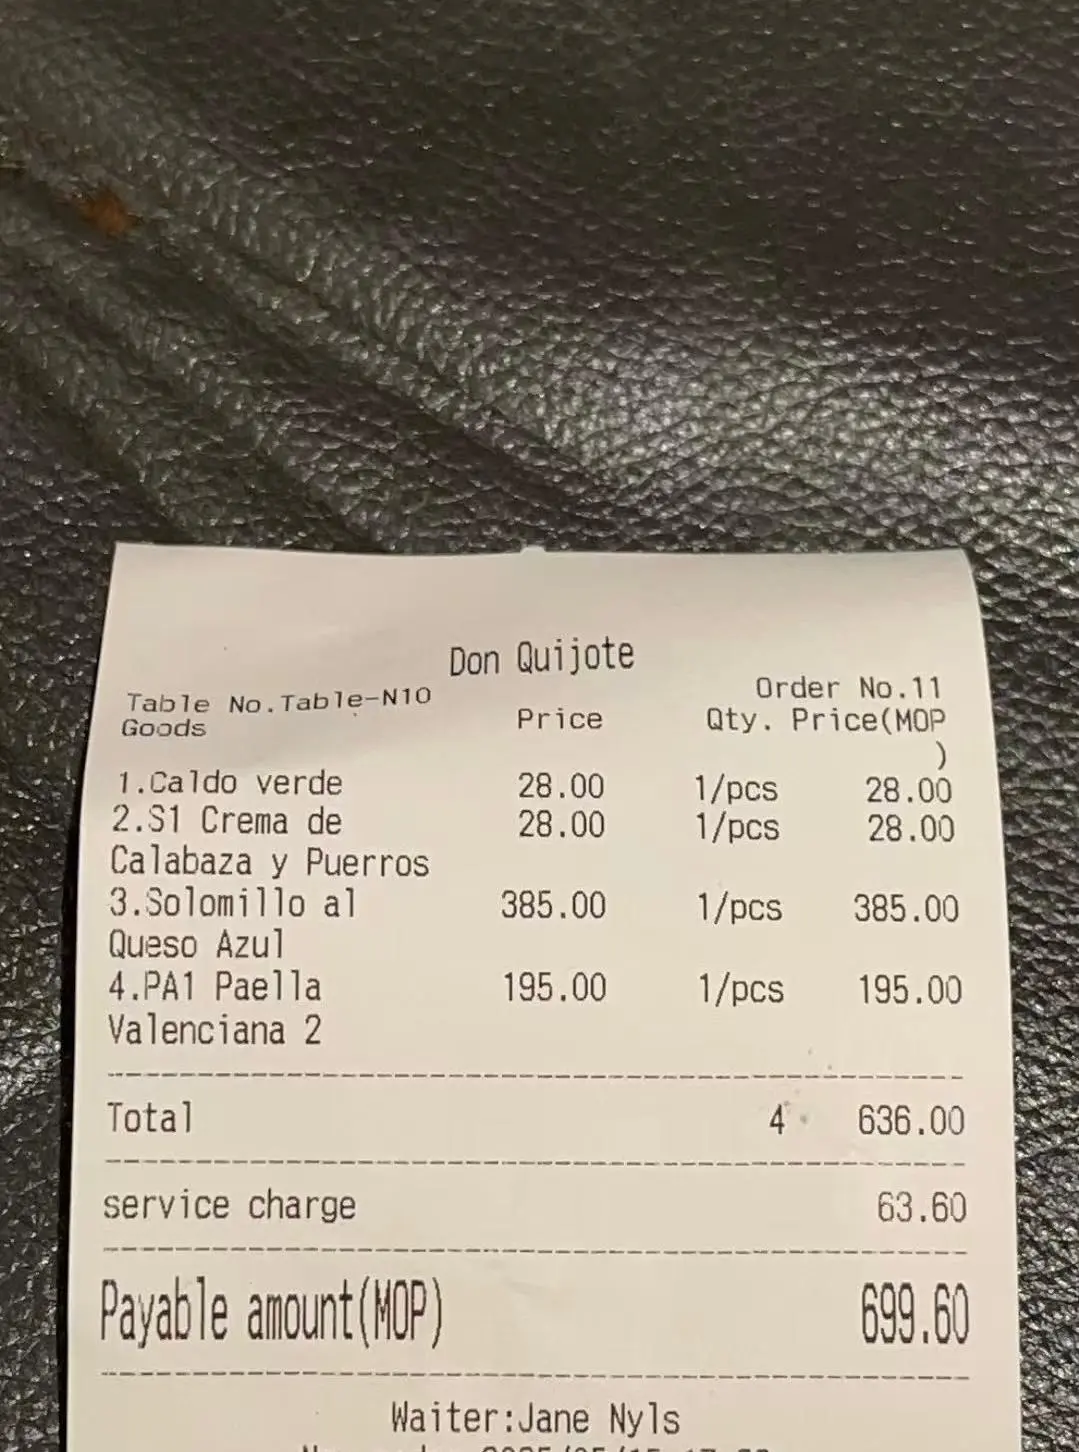 Don Quijote
Table No.Table-N10 Order No.11
Goods Price Qty. Price(MOP
)
1.Caldo verde 28.00 1/pcs 28.00
2.S1 Crema de 28.00 1/pcs 28.00
Calabaza y Puerros
3.Solomillo al 385.00 1/pcs 385.00
Queso Azul
4.PA1 Paella 195.00 1/pcs 195.00
Valenciana 2
Total 4 636.00
service charge 63.60
Payable amount(MOP) 699.60
Waiter:Jane Nyls